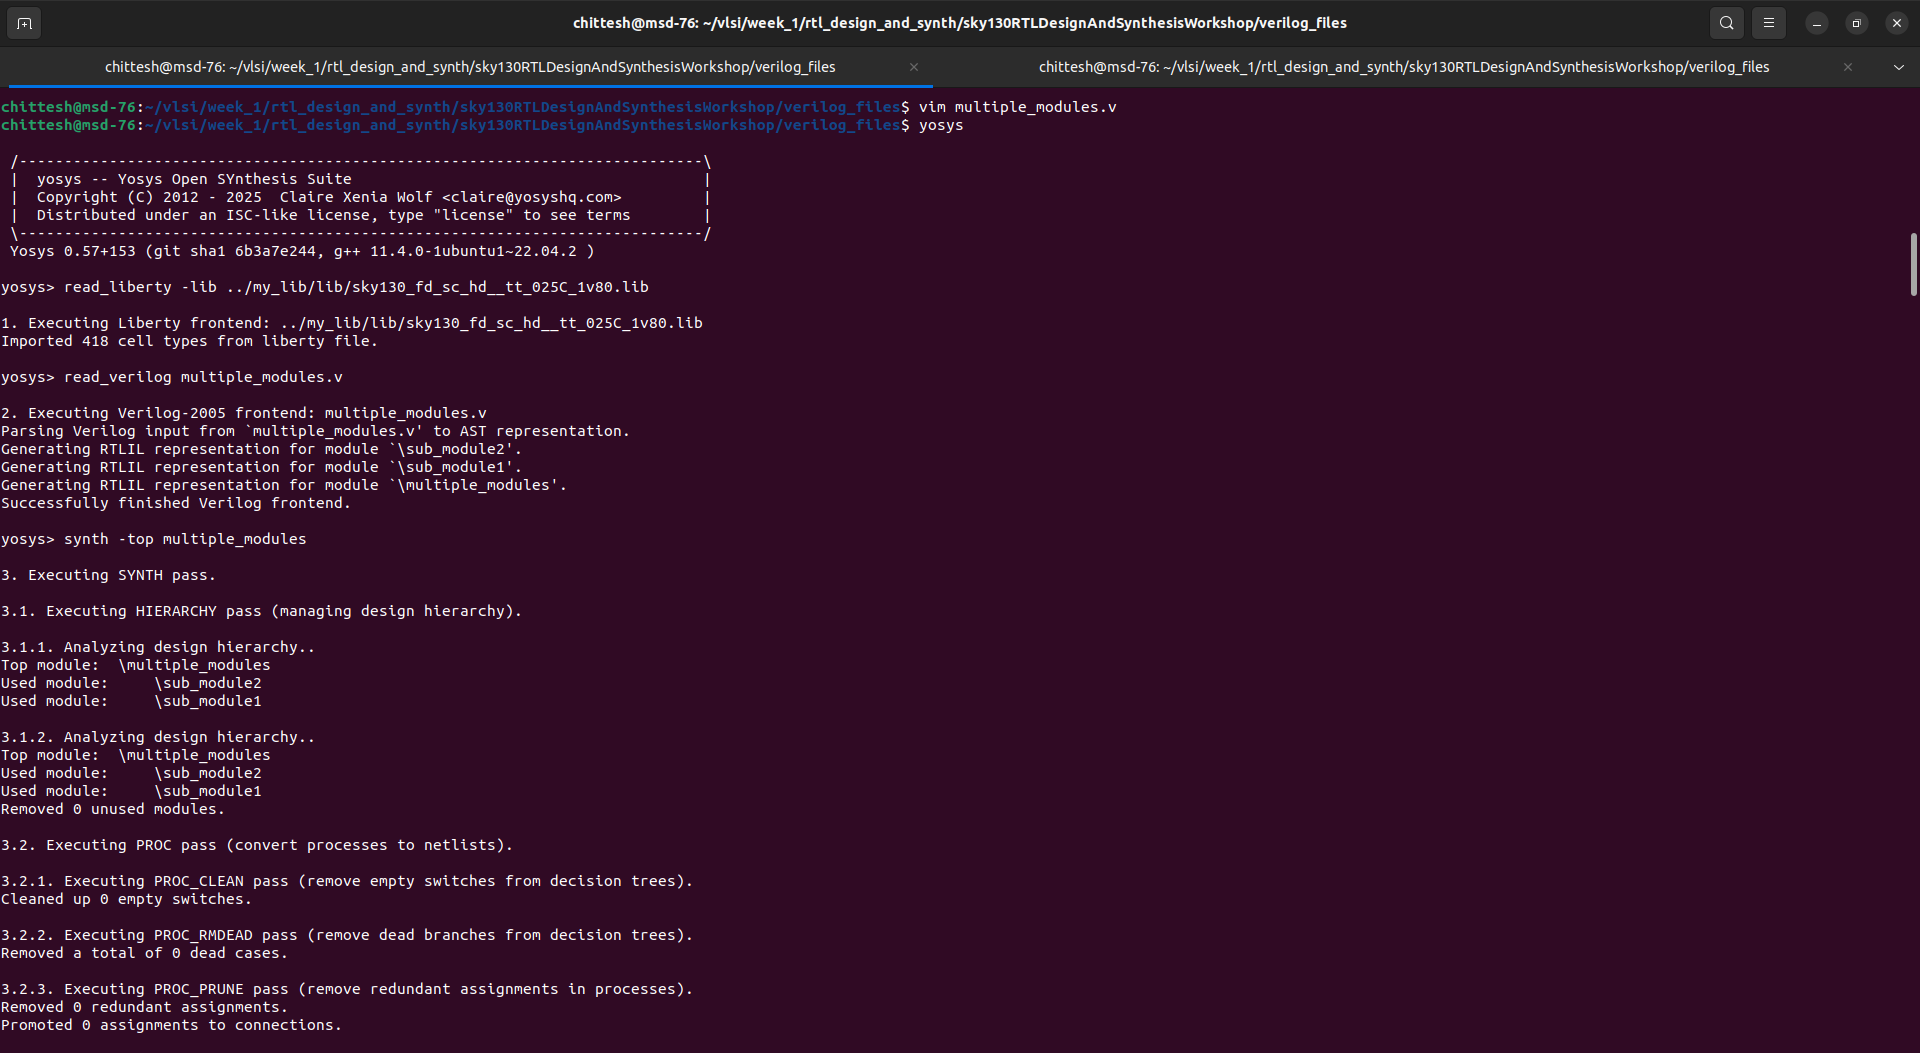 chittesh@msd-76: ~/vlsi/week_1/rtl_design_and_synth/sky130RTLDesignAndSynthesisWorkshop/verilog_files
chittesh@msd-76: ~/vlsi/week_1/rtl_design_and_synth/sky130RTLDesignAndSynthesisWorkshop/verilog_files
chittesh@msd-76: ~/vlsi/week_1/rtl_design_and_synth/sky130RTLDesignAndSynthesisWorkshop/verilog_files
chittesh@msd-76:~/vlsi/week_1/rtl_design_and_synth/sky130RTLDesignAndSynthesisWorkshop/verilog_files$ vim multiple_modules.v
chittesh@msd-76:~/vlsi/week_1/rtl_design_and_synth/sky130RTLDesignAndSynthesisWorkshop/verilog_files$ yosys
/----------------------------------------------------------------------------\
|  yosys -- Yosys Open SYnthesis Suite                                       |
|  Copyright (C) 2012 - 2025  Claire Xenia Wolf <claire@yosyshq.com>         |
|  Distributed under an ISC-like license, type "license" to see terms        |
\----------------------------------------------------------------------------/
Yosys 0.57+153 (git sha1 6b3a7e244, g++ 11.4.0-1ubuntu1~22.04.2 )
yosys> read_liberty -lib ../my_lib/lib/sky130_fd_sc_hd__tt_025C_1v80.lib
1. Executing Liberty frontend: ../my_lib/lib/sky130_fd_sc_hd__tt_025C_1v80.lib
Imported 418 cell types from liberty file.
yosys> read_verilog multiple_modules.v
2. Executing Verilog-2005 frontend: multiple_modules.v
Parsing Verilog input from `multiple_modules.v' to AST representation.
Generating RTLIL representation for module `\sub_module2'.
Generating RTLIL representation for module `\sub_module1'.
Generating RTLIL representation for module `\multiple_modules'.
Successfully finished Verilog frontend.
yosys> synth -top multiple_modules
3. Executing SYNTH pass.
3.1. Executing HIERARCHY pass (managing design hierarchy).
3.1.1. Analyzing design hierarchy..
Top module:  \multiple_modules
Used module:     \sub_module2
Used module:     \sub_module1
3.1.2. Analyzing design hierarchy..
Top module:  \multiple_modules
Used module:     \sub_module2
Used module:     \sub_module1
Removed 0 unused modules.
3.2. Executing PROC pass (convert processes to netlists).
3.2.1. Executing PROC_CLEAN pass (remove empty switches from decision trees).
Cleaned up 0 empty switches.
3.2.2. Executing PROC_RMDEAD pass (remove dead branches from decision trees).
Removed a total of 0 dead cases.
3.2.3. Executing PROC_PRUNE pass (remove redundant assignments in processes).
Removed 0 redundant assignments.
Promoted 0 assignments to connections.